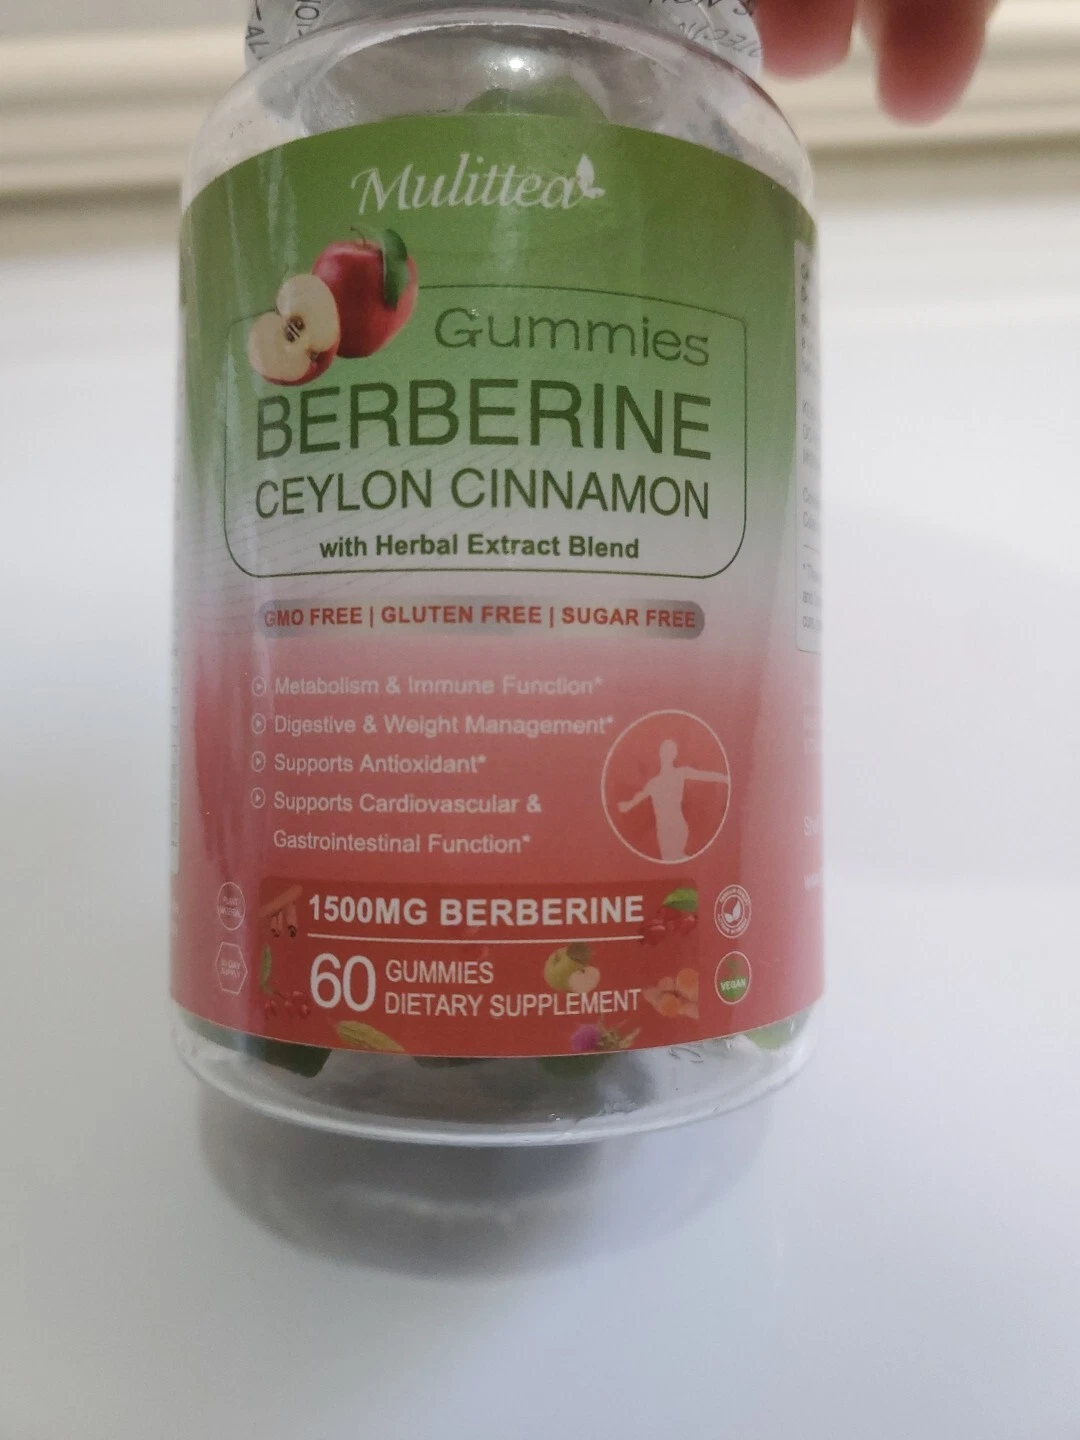 Mulittea
Gummies
BERBERINE
CEYLON CINNAMON
with Herbal Extract Blend
GMO FREE | GLUTEN FREE | SUGAR FREE
Metabolism & Immune Function*
Digestive & Weight Management*
Supports Antioxidant*
Supports Cardiovascular &
Gastrointestinal Function*
1500MG BERBERINE
60 GUMMIES
DIETARY SUPPLEMENT
VEGAN